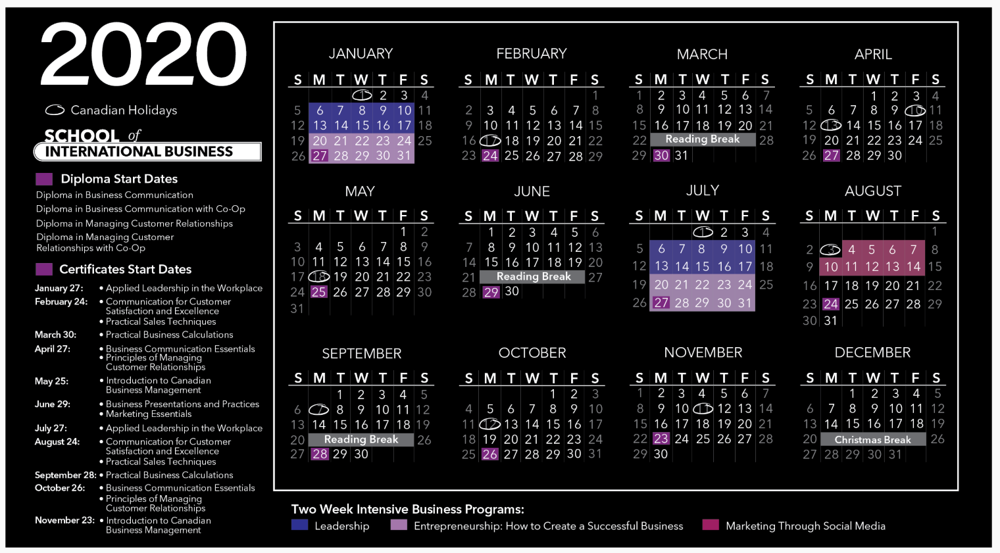 2020
Canadian Holidays
SCHOOL of
INTERNATIONAL BUSINESS
Diploma Start Dates
Diploma in Business Communication
Diploma in Business Communication with Co-Op
Diploma in Managing Customer Relationships
Diploma in Managing Customer
Relationships with Co-Op
Certificates Start Dates
January 27: • Applied Leadership in the Workplace
February 24: • Communication for Customer
Satisfaction and Excellence
• Practical Sales Techniques
March 30: • Practical Business Calculations
April 27: • Business Communication Essentials
• Principles of Managing
Customer Relationships
May 25: • Introduction to Canadian
Business Management
June 29: • Business Presentations and Practices
• Marketing Essentials
July 27: • Applied Leadership in the Workplace
August 24: • Communication for Customer
Satisfaction and Excellence
• Practical Sales Techniques
September 28: • Practical Business Calculations
October 26: • Business Communication Essentials
• Principles of Managing
Customer Relationships
November 23: • Introduction to Canadian
Business Management
JANUARY
S M T W T F S
1 2 3 4
5 6 7 8 9 10 11
12 13 14 15 16 17 18
19 20 21 22 23 24 25
26 27 28 29 30 31
FEBRUARY
S M T W T F S
1
2 3 4 5 6 7 8
9 10 11 12 13 14 15
16 17 18 19 20 21 22
23 24 25 26 27 28 29
MARCH
S M T W T F S
1 2 3 4 5 6 7
8 9 10 11 12 13 14
15 16 17 18 19 20 21
22 Reading Break 28
29 30 31
APRIL
S M T W T F S
1 2 3 4
5 6 7 8 9 10 11
12 13 14 15 16 17 18
19 20 21 22 23 24 25
26 27 28 29 30
MAY
S M T W T F S
1 2
3 4 5 6 7 8 9
10 11 12 13 14 15 16
17 18 19 20 21 22 23
24 25 26 27 28 29 30
31
JUNE
S M T W T F S
1 2 3 4 5 6
7 8 9 10 11 12 13
14 15 16 17 18 19 20
21 Reading Break 27
28 29 30
JULY
S M T W T F S
1 2 3 4
5 6 7 8 9 10 11
12 13 14 15 16 17 18
19 20 21 22 23 24 25
26 27 28 29 30 31
AUGUST
S M T W T F S
1
2 3 4 5 6 7 8
9 10 11 12 13 14 15
16 17 18 19 20 21 22
23 24 25 26 27 28 29
30 31
SEPTEMBER
S M T W T F S
1 2 3 4 5
6 7 8 9 10 11 12
13 14 15 16 17 18 19
20 Reading Break 26
27 28 29 30
OCTOBER
S M T W T F S
1 2 3
4 5 6 7 8 9 10
11 12 13 14 15 16 17
18 19 20 21 22 23 24
25 26 27 28 29 30 31
NOVEMBER
S M T W T F S
1 2 3 4 5 6 7
8 9 10 11 12 13 14
15 16 17 18 19 20 21
22 23 24 25 26 27 28
29 30
DECEMBER
S M T W T F S
1 2 3 4 5
6 7 8 9 10 11 12
13 14 15 16 17 18 19
20 Christmas Break 26
27 28 29 30 31
Two Week Intensive Business Programs:
Leadership Entrepreneurship: How to Create a Successful Business Marketing Through Social Media